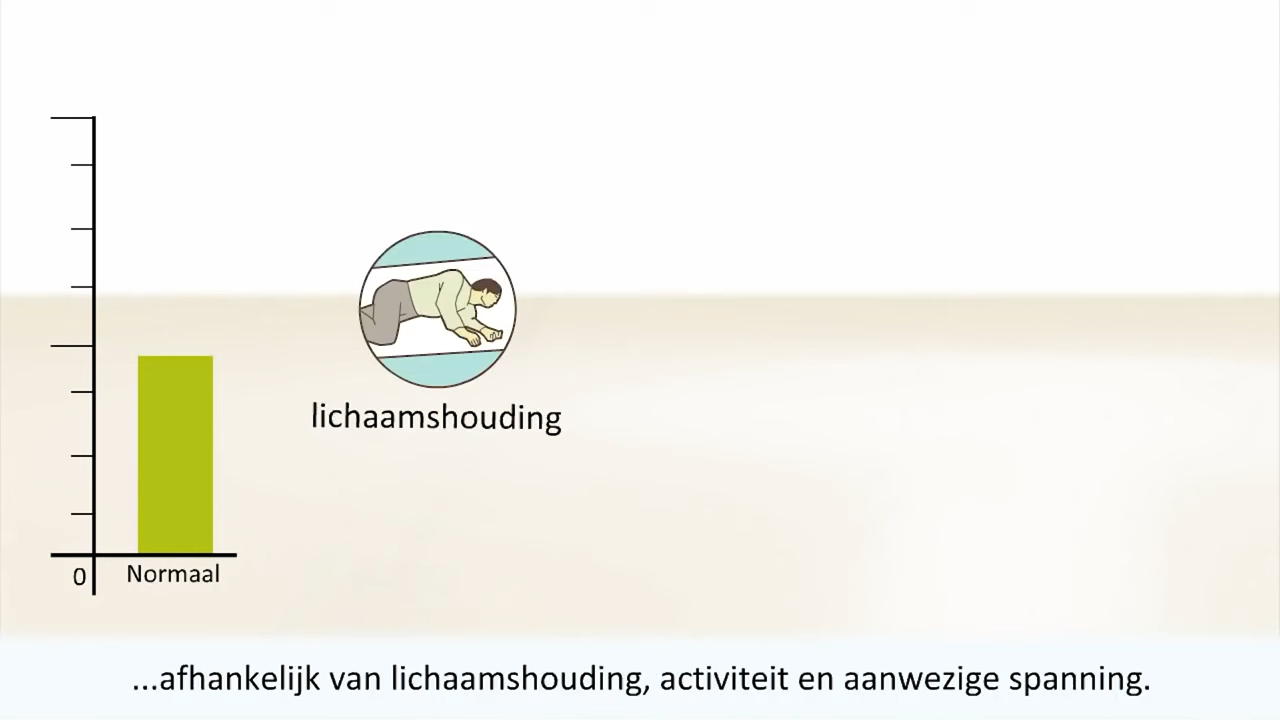 lichaamshouding
0
Normaal
...afhankelijk van lichaamshouding, activiteit en aanwezige spanning.